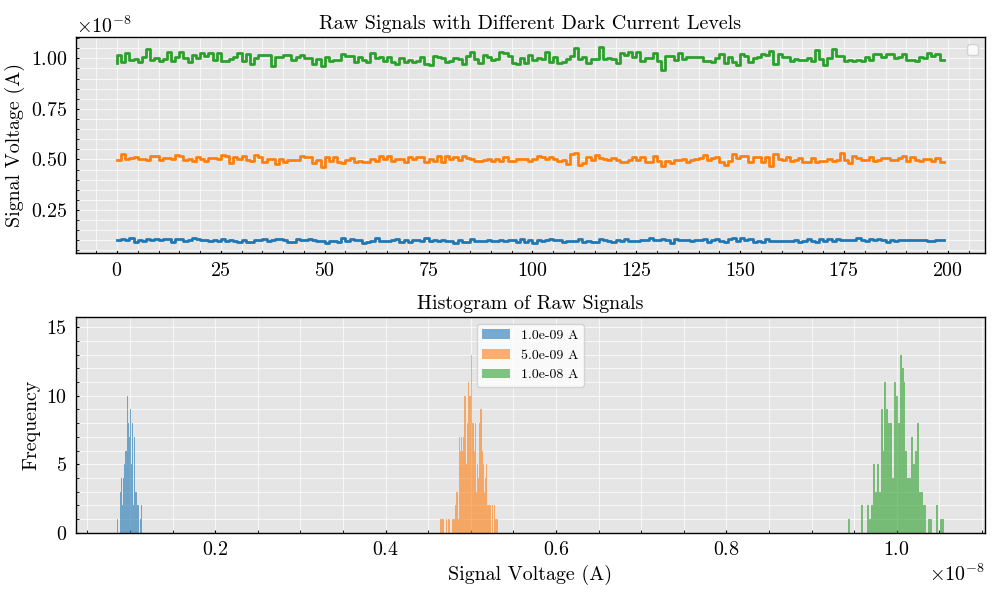 Raw Signals with Different Dark Current Levels
×10⁻⁸
Signal Voltage (A)
1.00
0.75
0.50
0.25
0 25 50 75 100 125 150 175 200
Histogram of Raw Signals
Frequency
15
10
5
0
1.0e-09 A
5.0e-09 A
1.0e-08 A
0.2 0.4 0.6 0.8 1.0
Signal Voltage (A)
×10⁻⁸